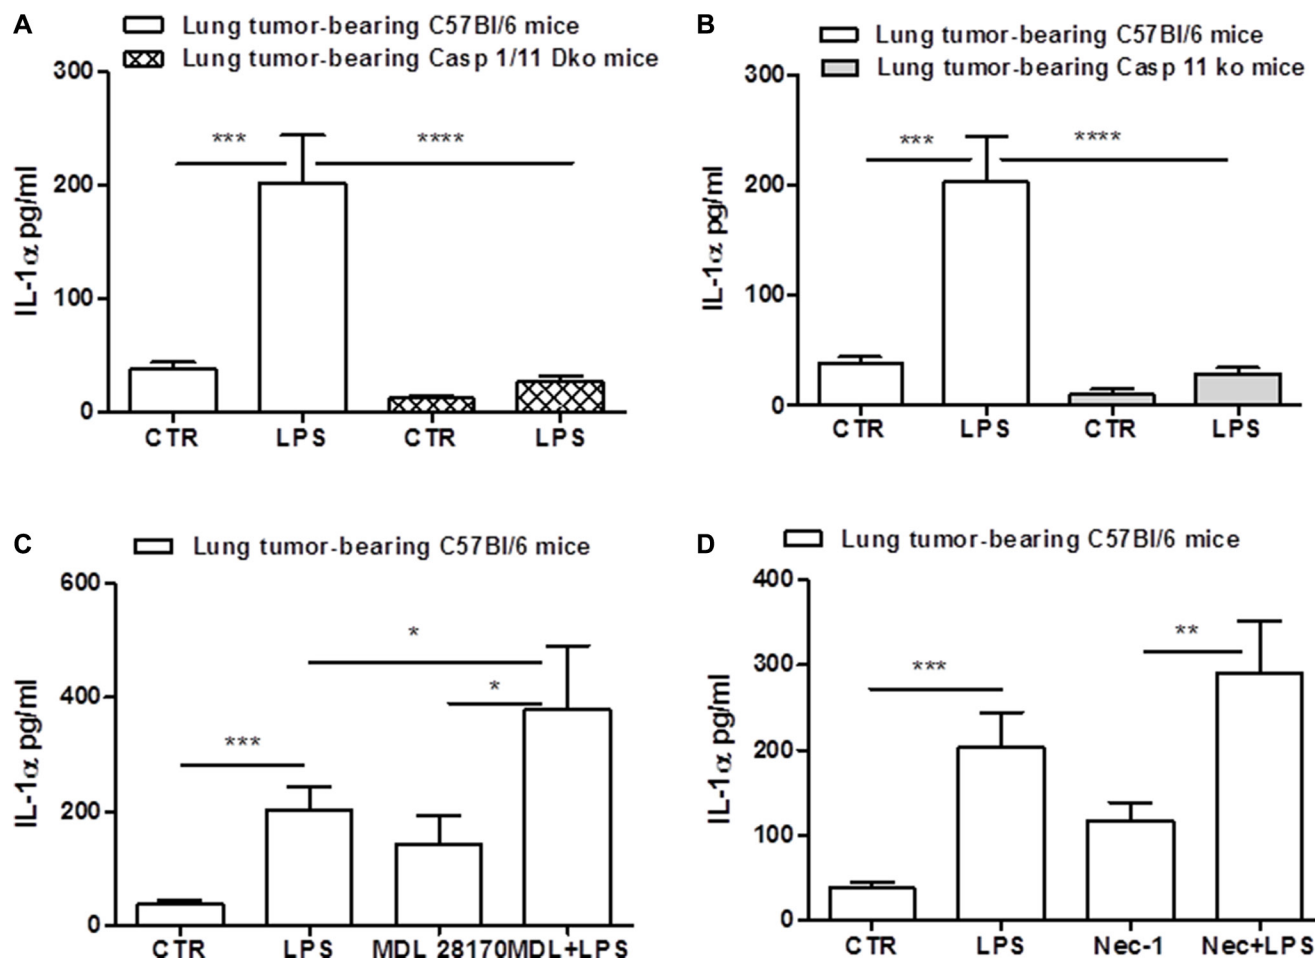 A
Lung tumor-bearing C57Bl/6 mice
Lung tumor-bearing Casp 1/11 Dko mice
IL-1α pg/ml
300
200
100
0
*** ****
CTR LPS CTR LPS
B
Lung tumor-bearing C57Bl/6 mice
Lung tumor-bearing Casp 11 ko mice
IL-1α pg/ml
300
200
100
0
*** ****
CTR LPS CTR LPS
C
Lung tumor-bearing C57Bl/6 mice
IL-1α pg/ml
600
400
200
0
*
*
***
CTR LPS MDL 28170 MDL+LPS
D
Lung tumor-bearing C57Bl/6 mice
IL-1α pg/ml
400
300
200
100
0
**
***
CTR LPS Nec-1 Nec+LPS